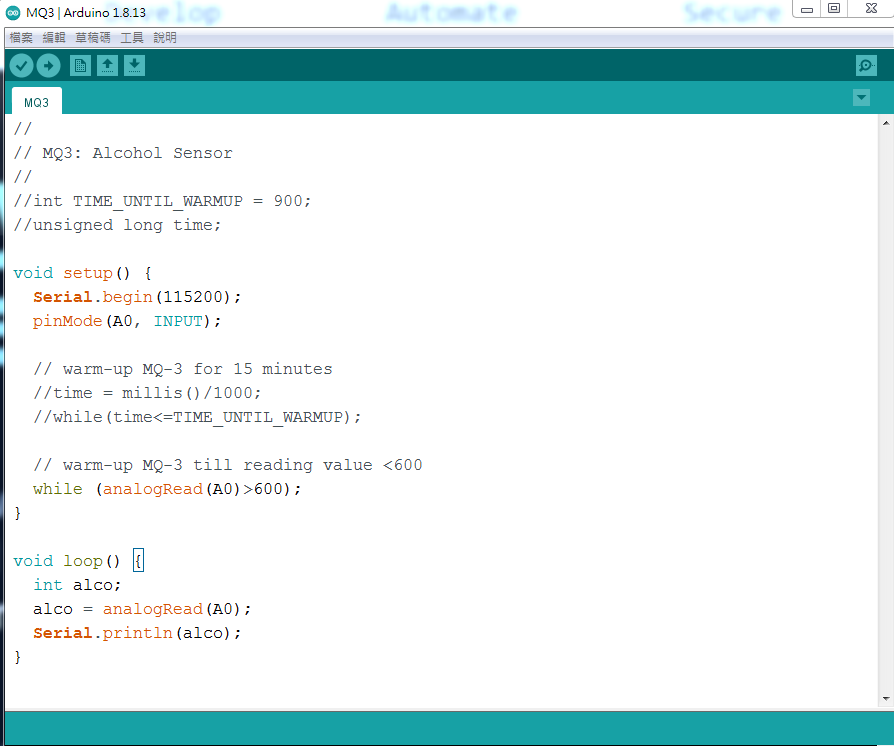 MQ3 | Arduino 1.8.13
Develop Automate Secure
檔案 編輯 草稿碼 工具 說明
MQ3
//
// MQ3: Alcohol Sensor
//
//int TIME_UNTIL_WARMUP = 900;
//unsigned long time;
void setup() {
Serial.begin(115200);
pinMode(A0, INPUT);
// warm-up MQ-3 for 15 minutes
//time = millis()/1000;
//while(time<=TIME_UNTIL_WARMUP);
// warm-up MQ-3 till reading value <600
while (analogRead(A0)>600);
}
void loop() {
int alco;
alco = analogRead(A0);
Serial.println(alco);
}